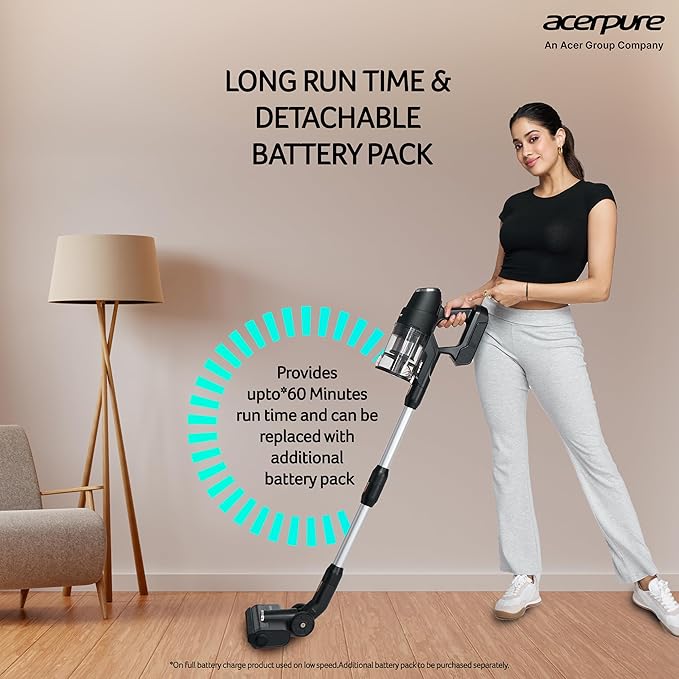 acerpure
An Acer Group Company
LONG RUN TIME &
DETACHABLE
BATTERY PACK
Provides
upto*60 Minutes
run time and can be
replaced with
additional
battery pack
*On full battery charge product used on low speed.Additional battery pack to be purchased separately.